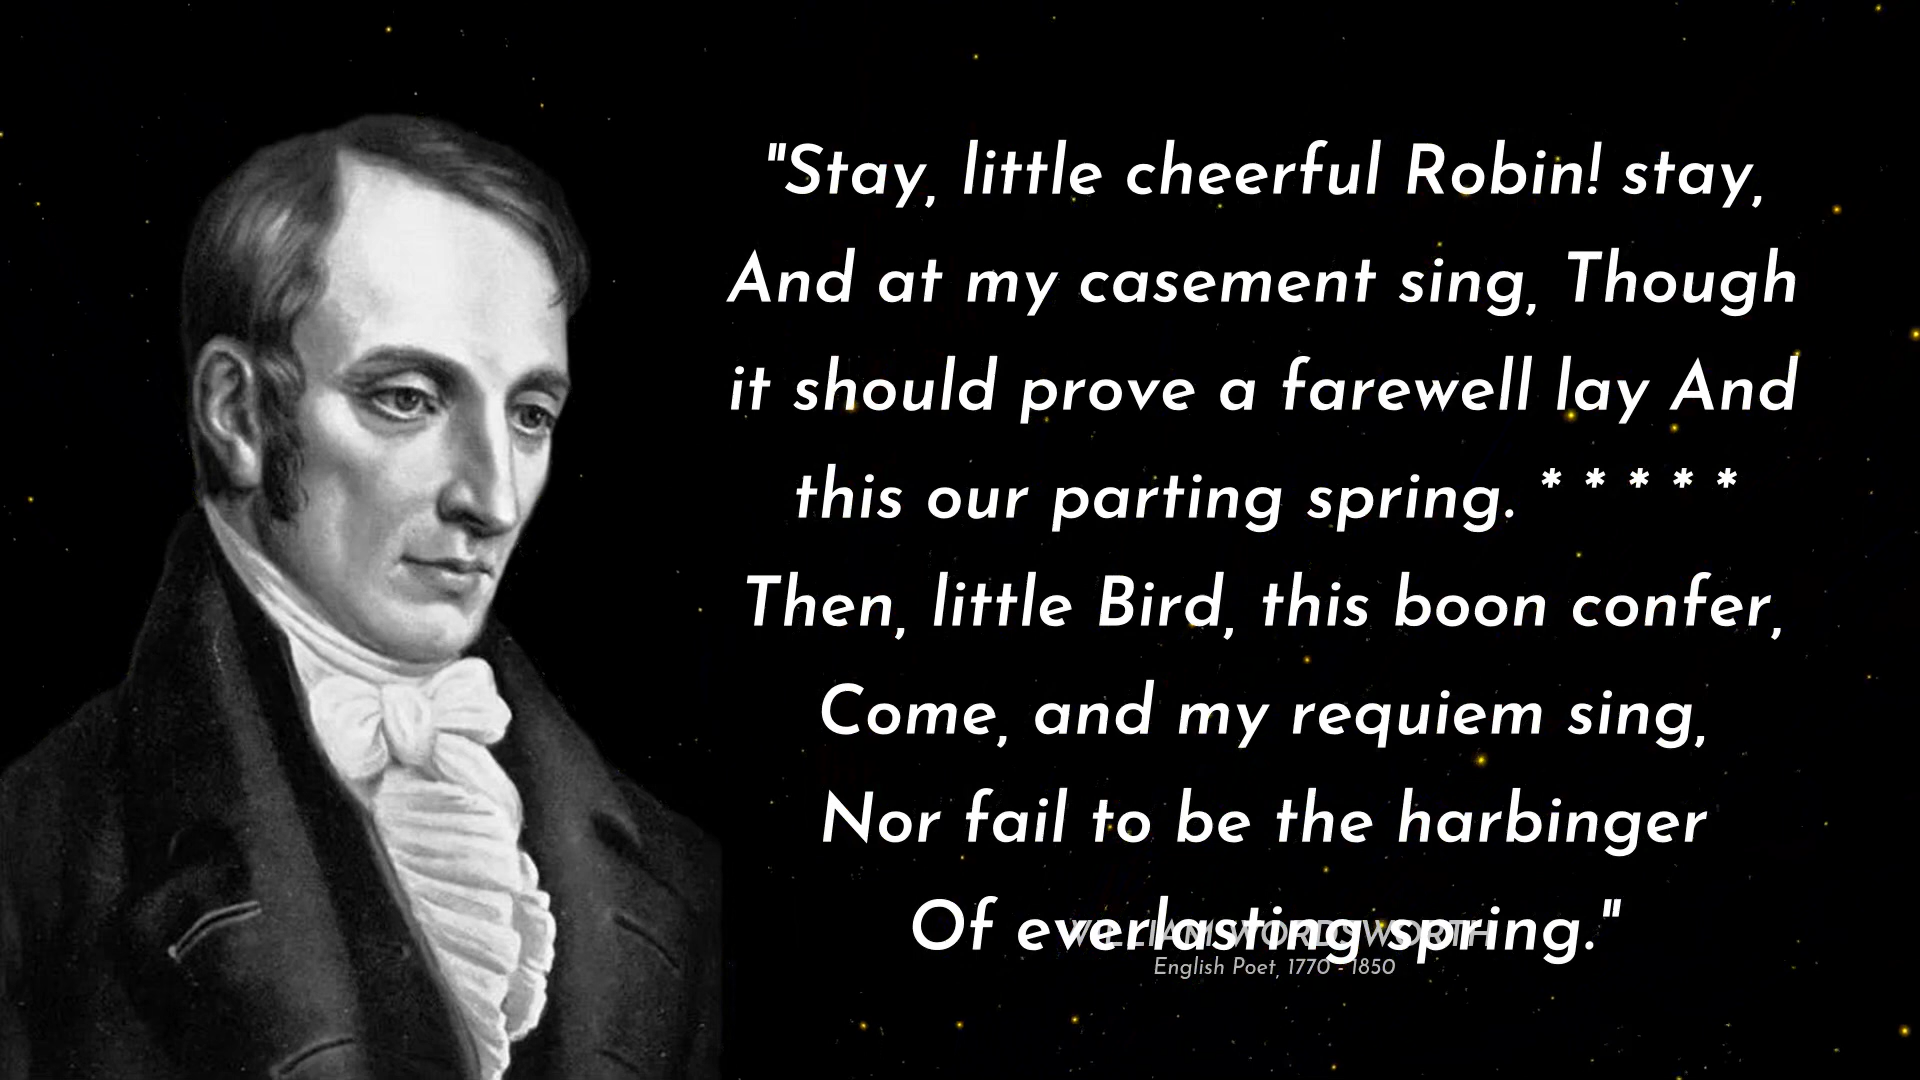 "Stay, little cheerful Robin! stay,
And at my casement sing, Though
it should prove a farewell lay And
this our parting spring. * * * * *
Then, little Bird, this boon confer,
Come, and my requiem sing,
Nor fail to be the harbinger
Of everlasting spring."
WILLIAM WORDSWORTH
English Poet, 1770 - 1850